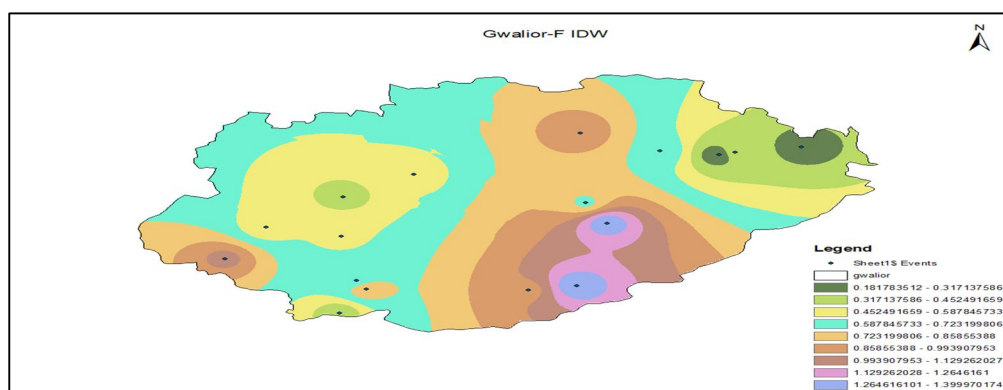 Gwalior-F IDW
N
Legend
Sheet1$ Events
gwalior
0.181783512 - 0.317137586
0.317137586 - 0.452491659
0.452491659 - 0.587845733
0.587845733 - 0.723199806
0.723199806 - 0.85855388
0.85855388 - 0.993907953
0.993907953 - 1.129262027
1.129262028 - 1.2646161
1.264616101 - 1.399970174